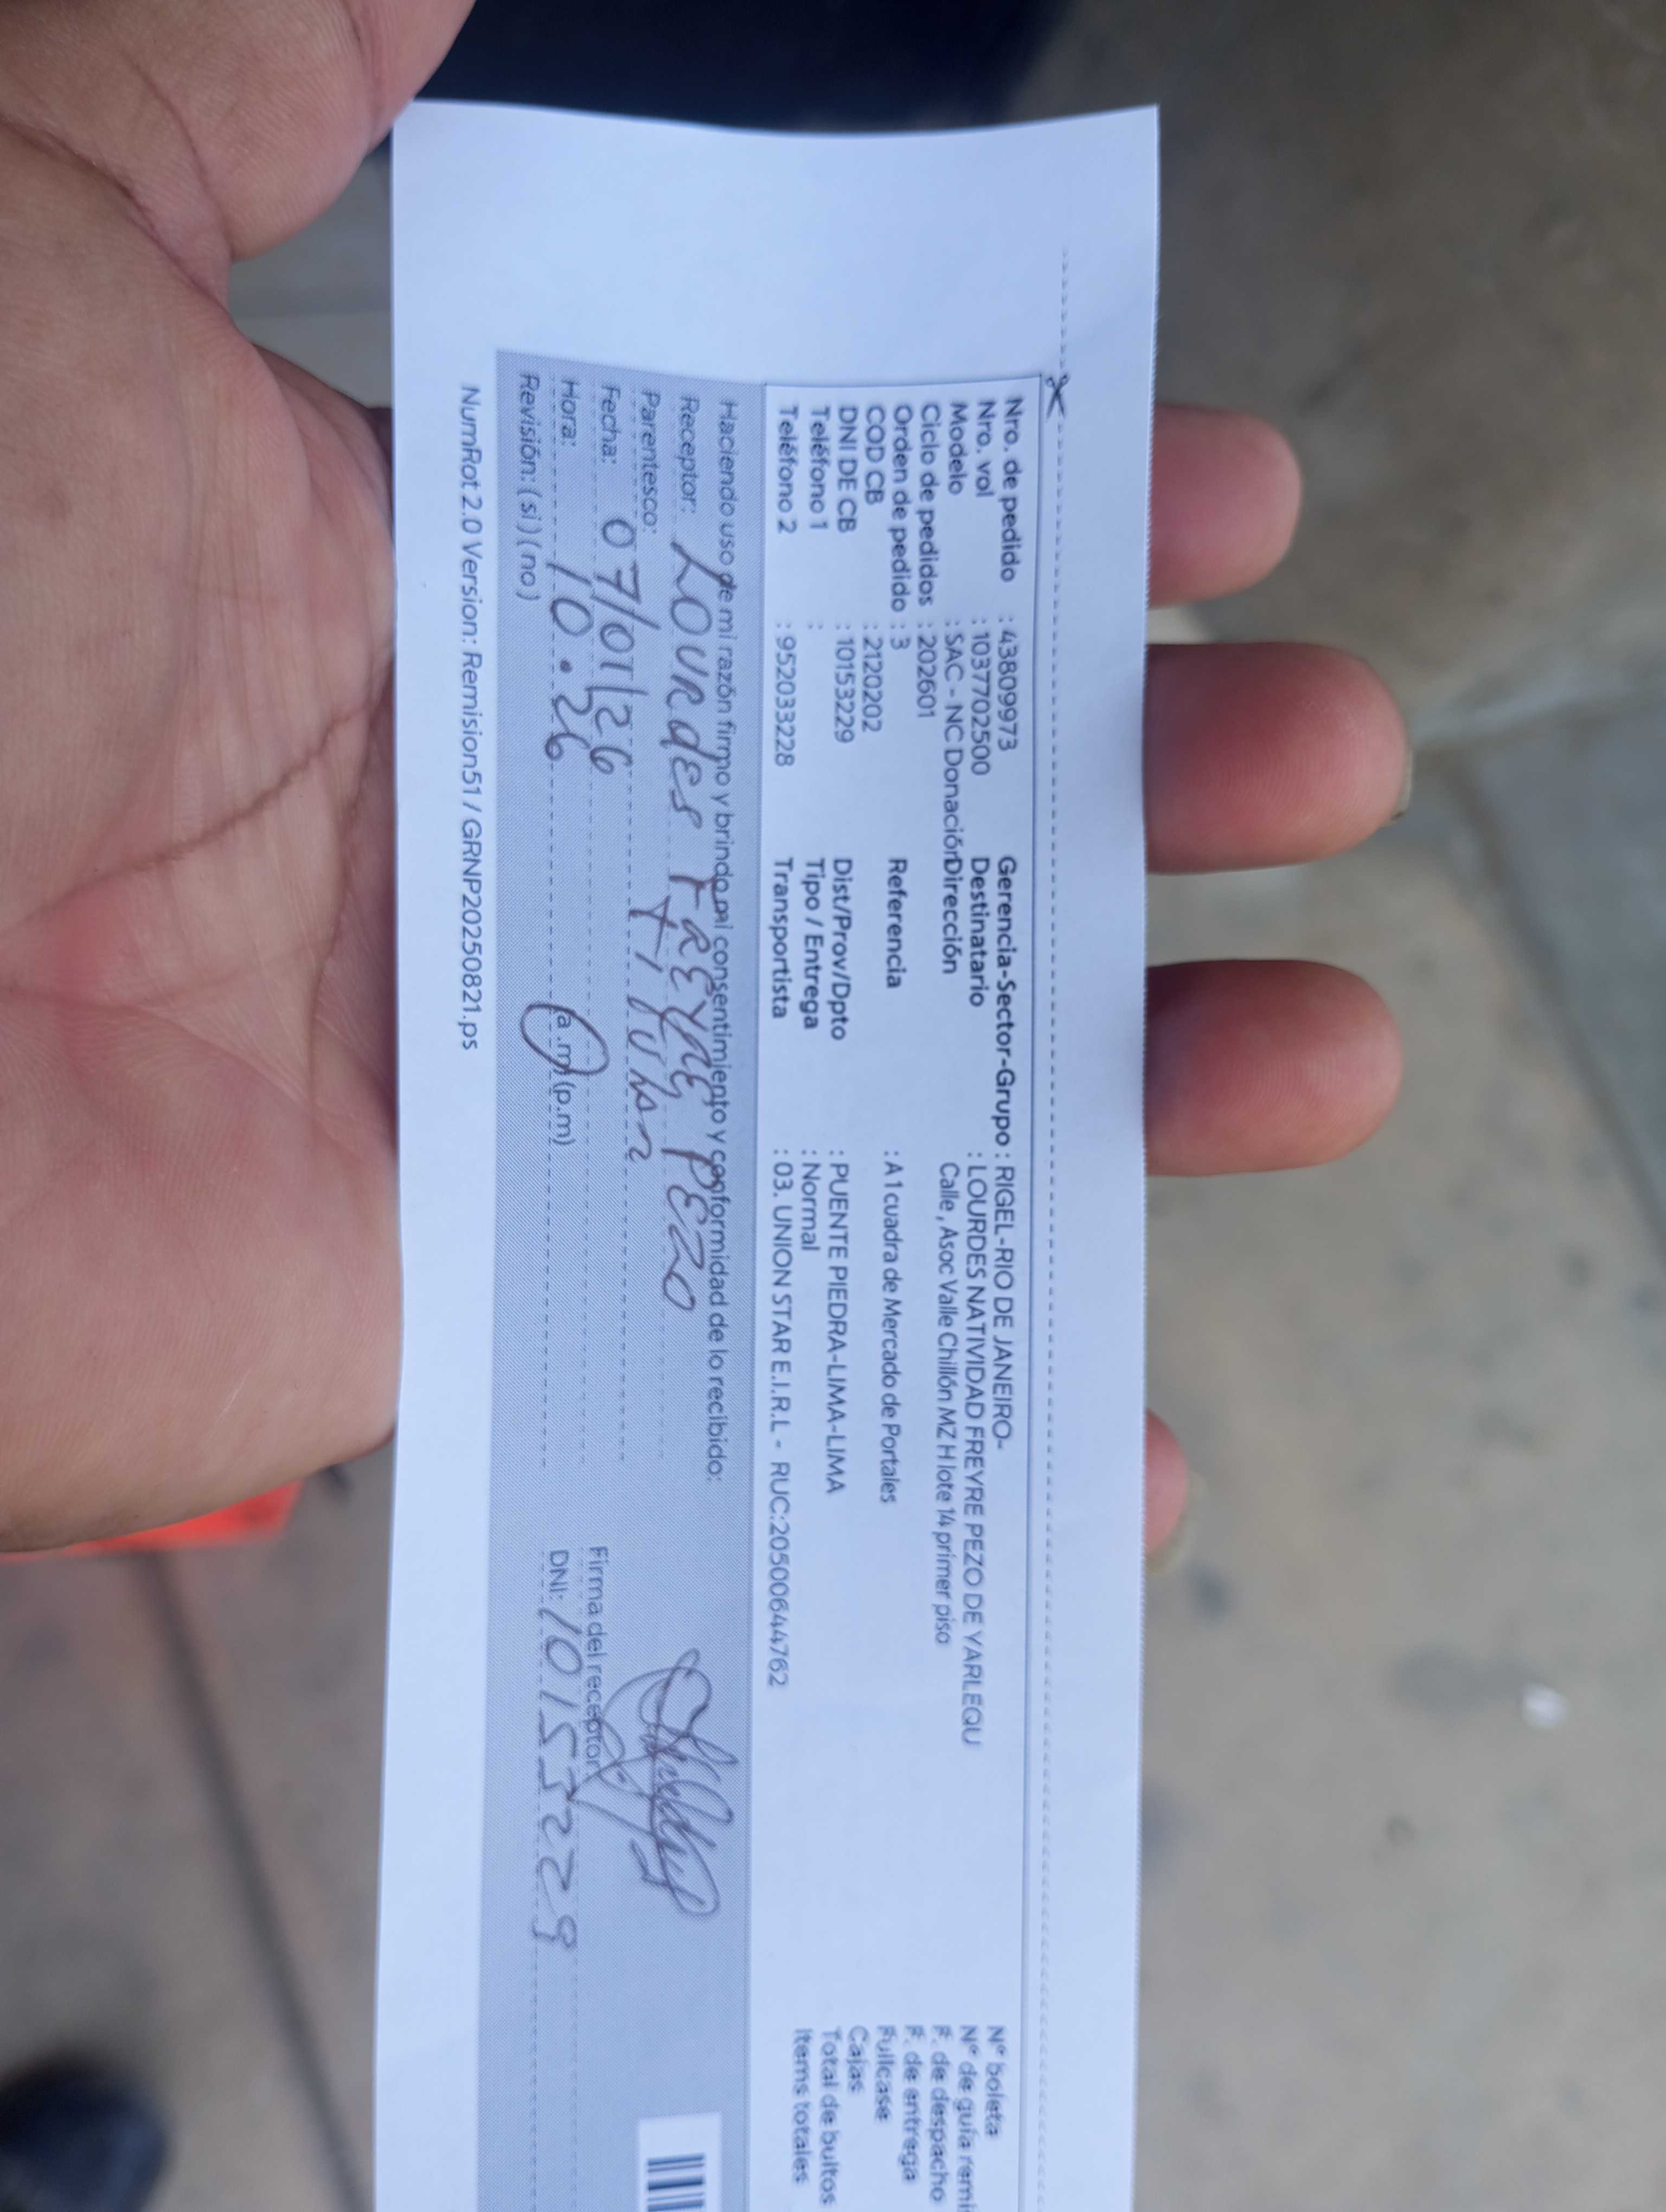 Nro. de pedido : 43809973
Nro. vol : 1037702500
Modelo : SAC - NC Donación
Ciclo de pedidos : 202601
Orden de pedido : 3
COD CB : 2120202
DNI DE CB : 10153229
Teléfono 1 :
Teléfono 2 : 952033228
Gerencia-Sector-Grupo : RIGEL-RIO DE JANEIRO-
Destinatario : LOURDES NATIVIDAD FREYRE PEZO DE YARLEQU
Dirección Calle , Asoc Valle Chillón MZ H lote 14 primer piso
Referencia : A 1 cuadra de Mercado de Portales
Dist/Prov/Dpto : PUENTE PIEDRA-LIMA-LIMA
Tipo / Entrega : Normal
Transportista : 03. UNION STAR E.I.R.L - RUC:20500644762
N° boleta
N° de guía remi
F. de despacho
F. de entrega
Fullcase
Cajas
Total de bultos
Items totales
Haciendo uso de mi razón firmo y brindo mi consentimiento y conformidad de lo recibido:
Receptor: LOURdES FREYRE PEZO
Parentesco:
Fecha: 07/01/26
Hora: 10.26 (a.m) (p.m)
Revisión: (si) (no)
Firma del receptor
DNI: 10153229
NumRot 2.0 Version: Remision51 / GRNP20250821.ps